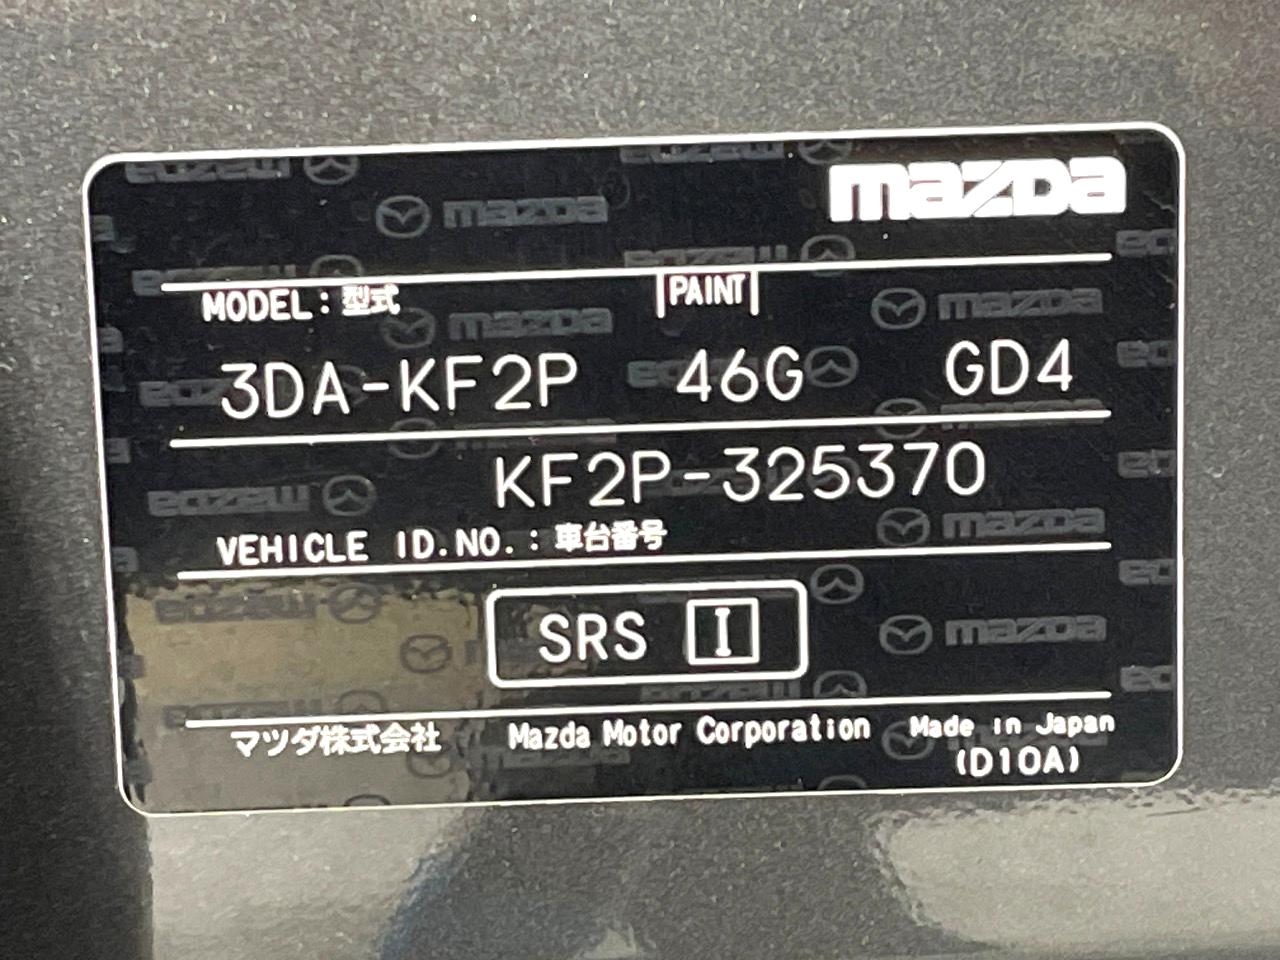 mazda
MODEL：型式 PAINT
3DA-KF2P 46G GD4
KF2P-325370
VEHICLE ID.NO.：車台番号
SRS I
マツダ株式会社 Mazda Motor Corporation Made in Japan
(D10A)